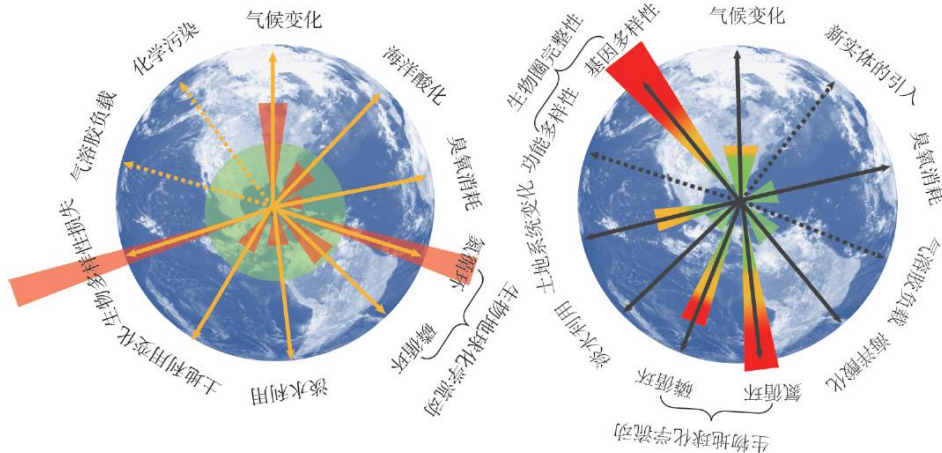 气候变化
海洋酸化
臭氧消耗
氮循环
磷循环
生物地球化学流动
淡水利用
土地利用变化
生物多样性损失
气溶胶负载
化学污染
气候变化
新实体的引入
臭氧消耗
气溶胶负载
海洋酸化
氮循环
磷循环
生物地球化学流动
淡水利用
土地系统变化
功能多样性
基因多样性
生物圈完整性